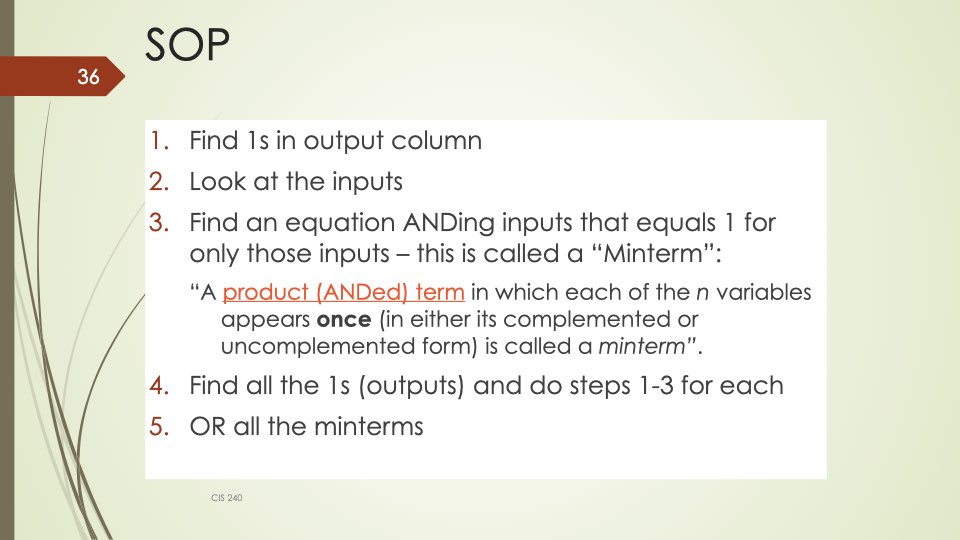 SOP
36
1. Find 1s in output column
2. Look at the inputs
3. Find an equation ANDing inputs that equals 1 for
only those inputs – this is called a “Minterm”:
“A product (ANDed) term in which each of the n variables
appears once (in either its complemented or
uncomplemented form) is called a minterm”.
4. Find all the 1s (outputs) and do steps 1-3 for each
5. OR all the minterms
CIS 240